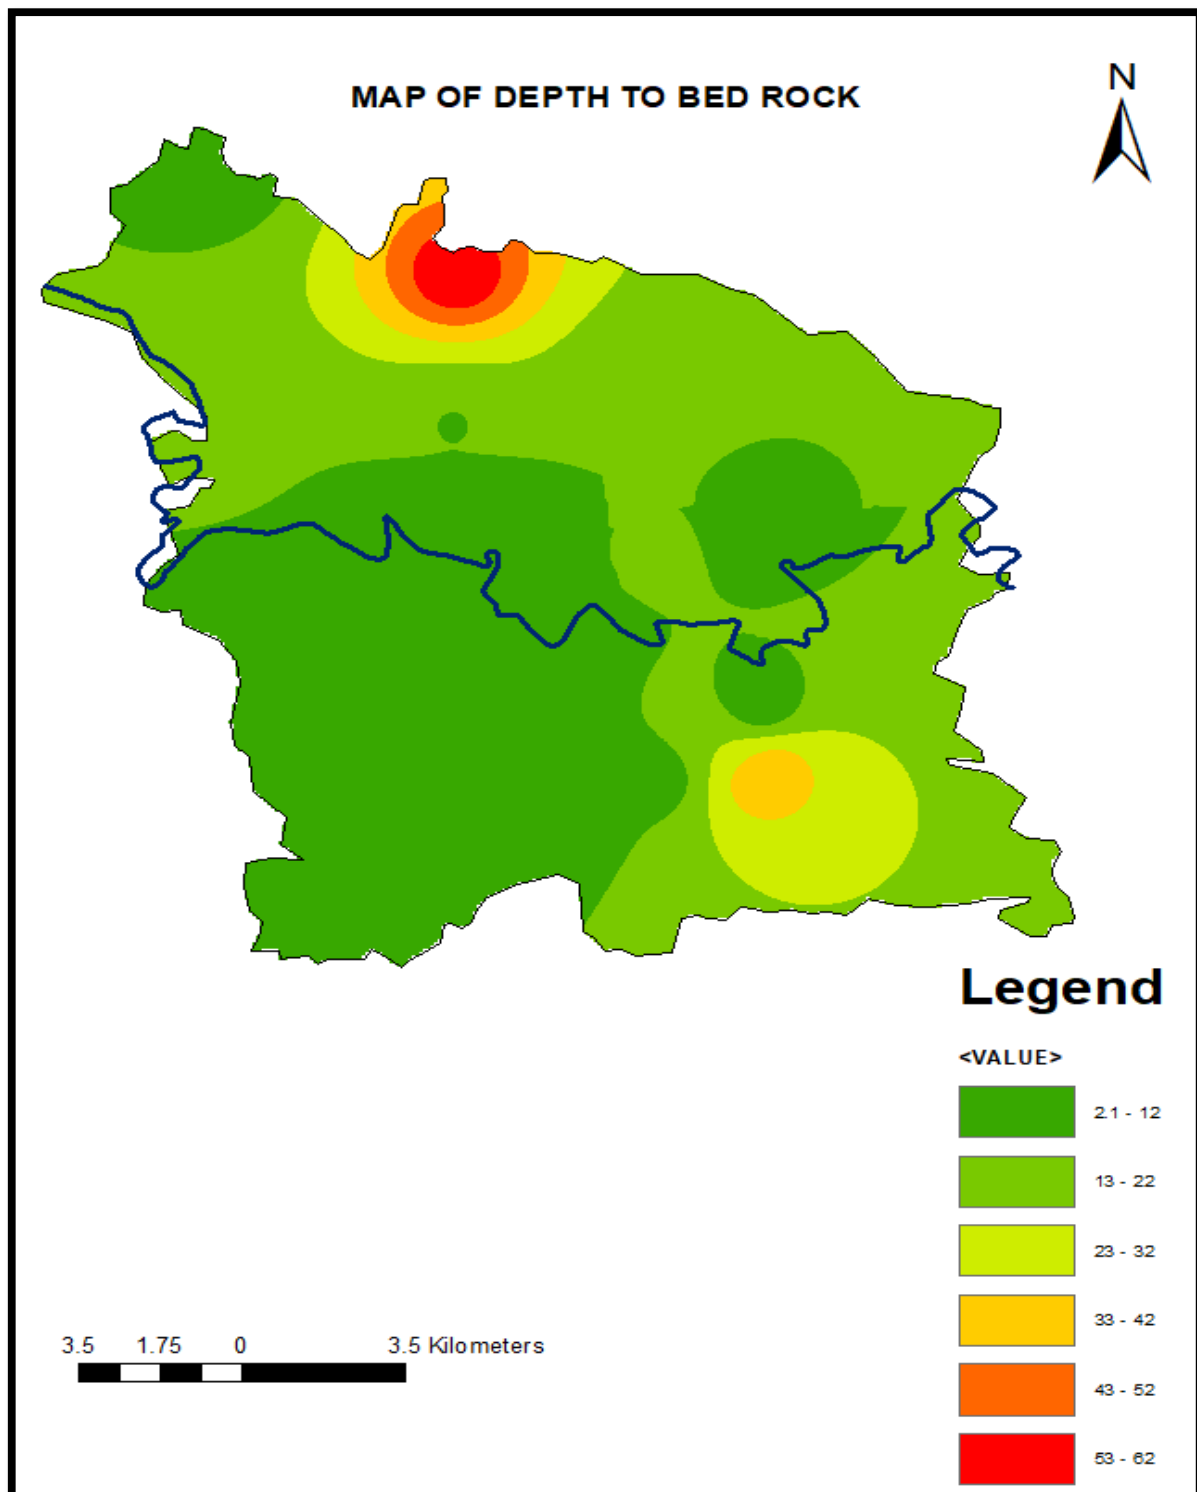 MAP OF DEPTH TO BED ROCK
N
Legend
<VALUE>
2.1 - 12
13 - 22
23 - 32
33 - 42
43 - 52
53 - 62
3.5 1.75 0 3.5 Kilometers